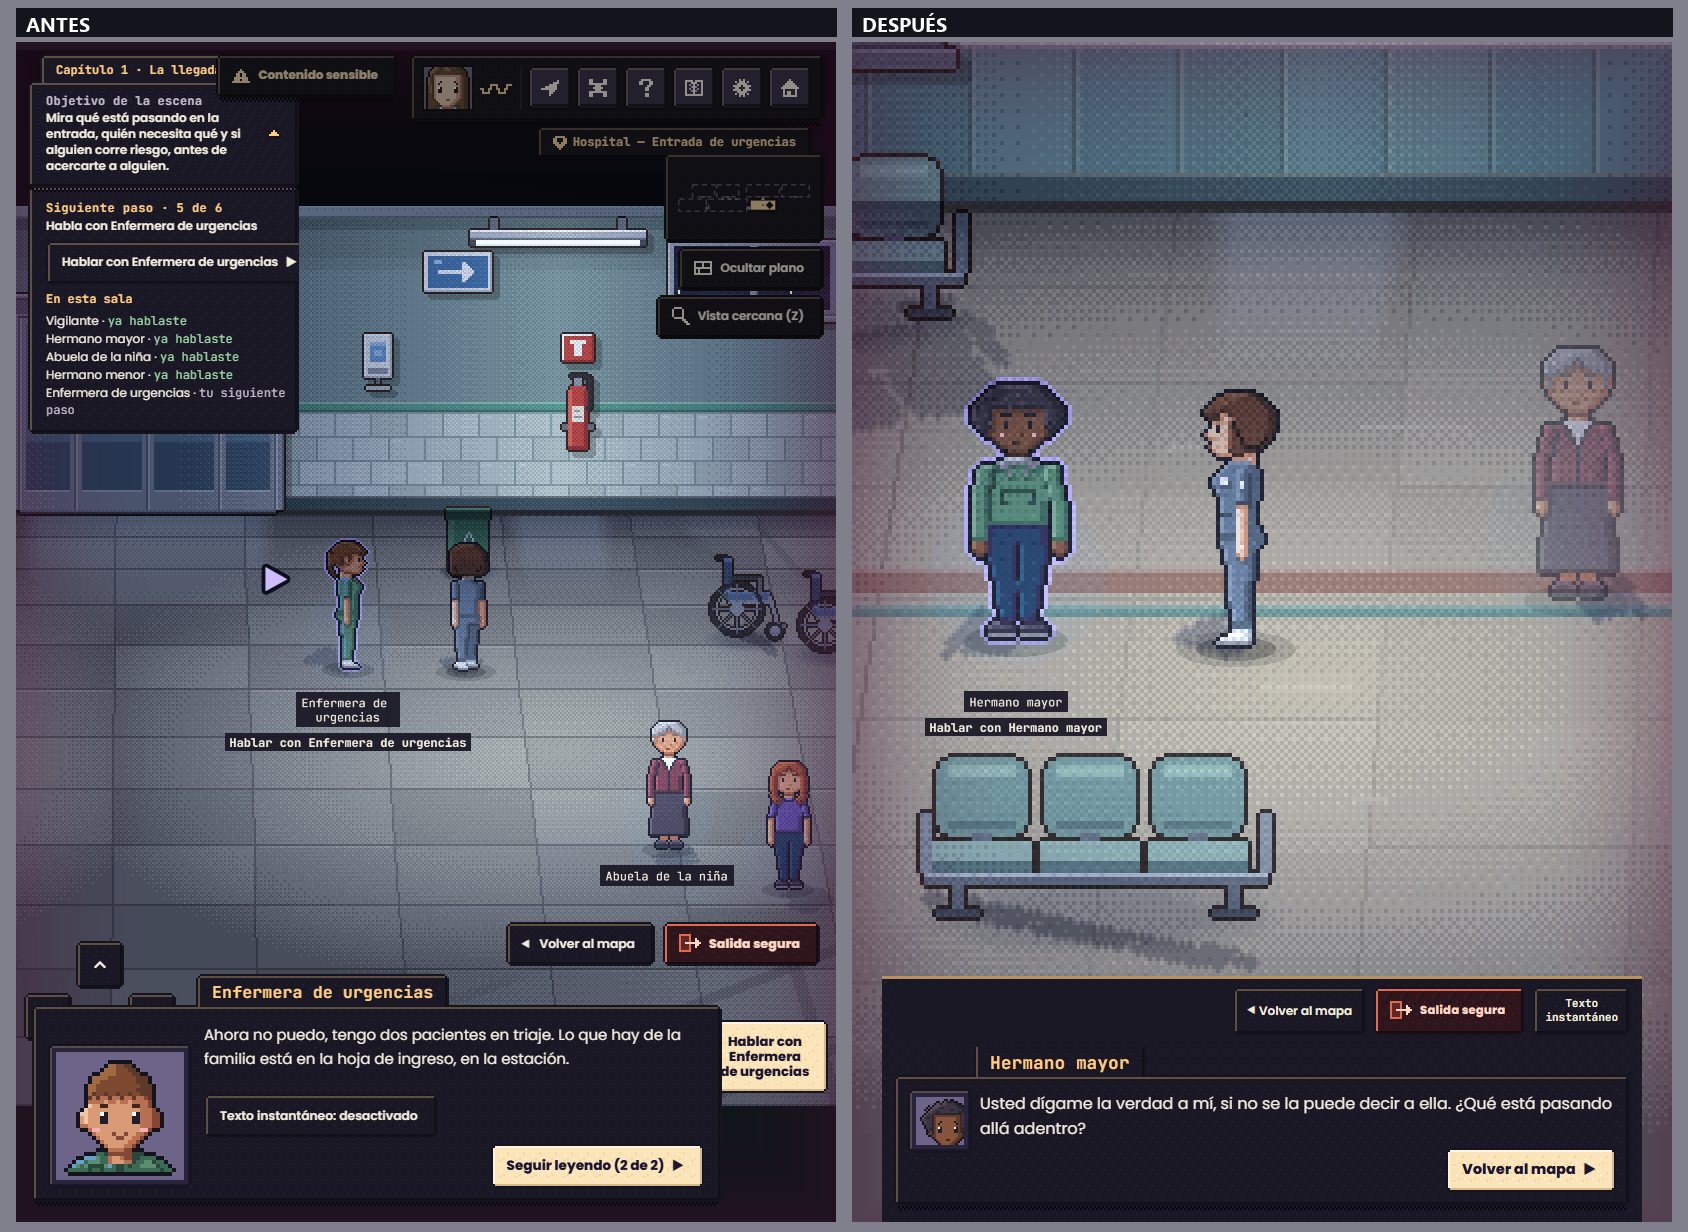 ANTES
Capítulo 1 · La llegad
Contenido sensible
Objetivo de la escena
Mira qué está pasando en la
entrada, quién necesita qué y si
alguien corre riesgo, antes de
acercarte a alguien.
Hospital — Entrada de urgencias
Siguiente paso · 5 de 6
Habla con Enfermera de urgencias
Hablar con Enfermera de urgencias
En esta sala
Vigilante · ya hablaste
Hermano mayor · ya hablaste
Abuela de la niña · ya hablaste
Hermano menor · ya hablaste
Enfermera de urgencias · tu siguiente
paso
Ocultar plano
Vista cercana (Z)
T
Enfermera de
urgencias
Hablar con Enfermera de urgencias
Abuela de la niña
Volver al mapa
Salida segura
Enfermera de urgencias
Ahora no puedo, tengo dos pacientes en triaje. Lo que hay de la
familia está en la hoja de ingreso, en la estación.
Texto instantáneo: desactivado
Seguir leyendo (2 de 2)
Hablar con
Enfermera
de urgencias
DESPUÉS
Hermano mayor
Hablar con Hermano mayor
Volver al mapa
Salida segura
Texto
instantáneo
Hermano mayor
Usted dígame la verdad a mí, si no se la puede decir a ella. ¿Qué está pasando
allá adentro?
Volver al mapa